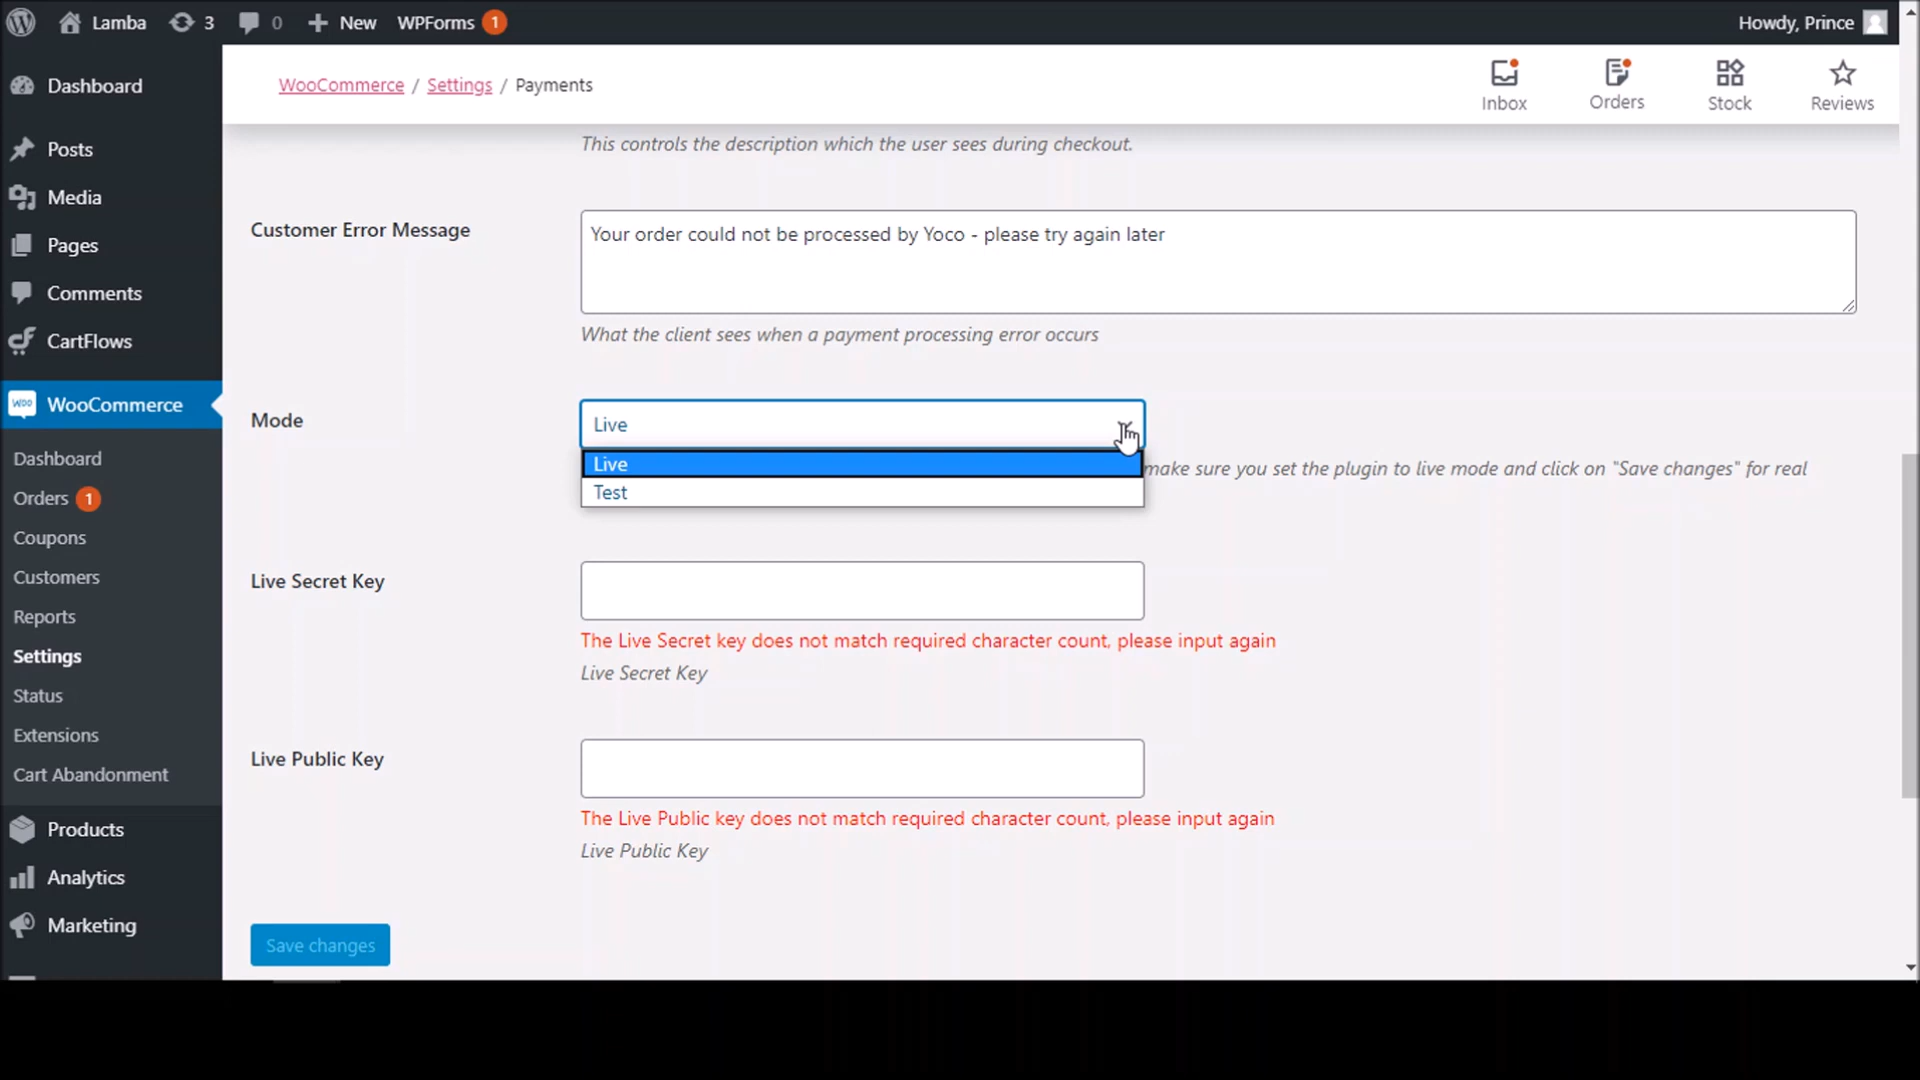 Lamba 3 0 New WPForms 1 Howdy, Prince
Dashboard
Posts
Media
Pages
Comments
CartFlows
WooCommerce
Dashboard
Orders 1
Coupons
Customers
Reports
Settings
Status
Extensions
Cart Abandonment
Products
Analytics
Marketing
WooCommerce / Settings / Payments
Inbox
Orders
Stock
Reviews
This controls the description which the user sees during checkout.
Customer Error Message
Your order could not be processed by Yoco - please try again later
What the client sees when a payment processing error occurs
Mode
Live
Live
Test
make sure you set the plugin to live mode and click on "Save changes" for real
Live Secret Key
The Live Secret key does not match required character count, please input again
Live Secret Key
Live Public Key
The Live Public key does not match required character count, please input again
Live Public Key
Save changes